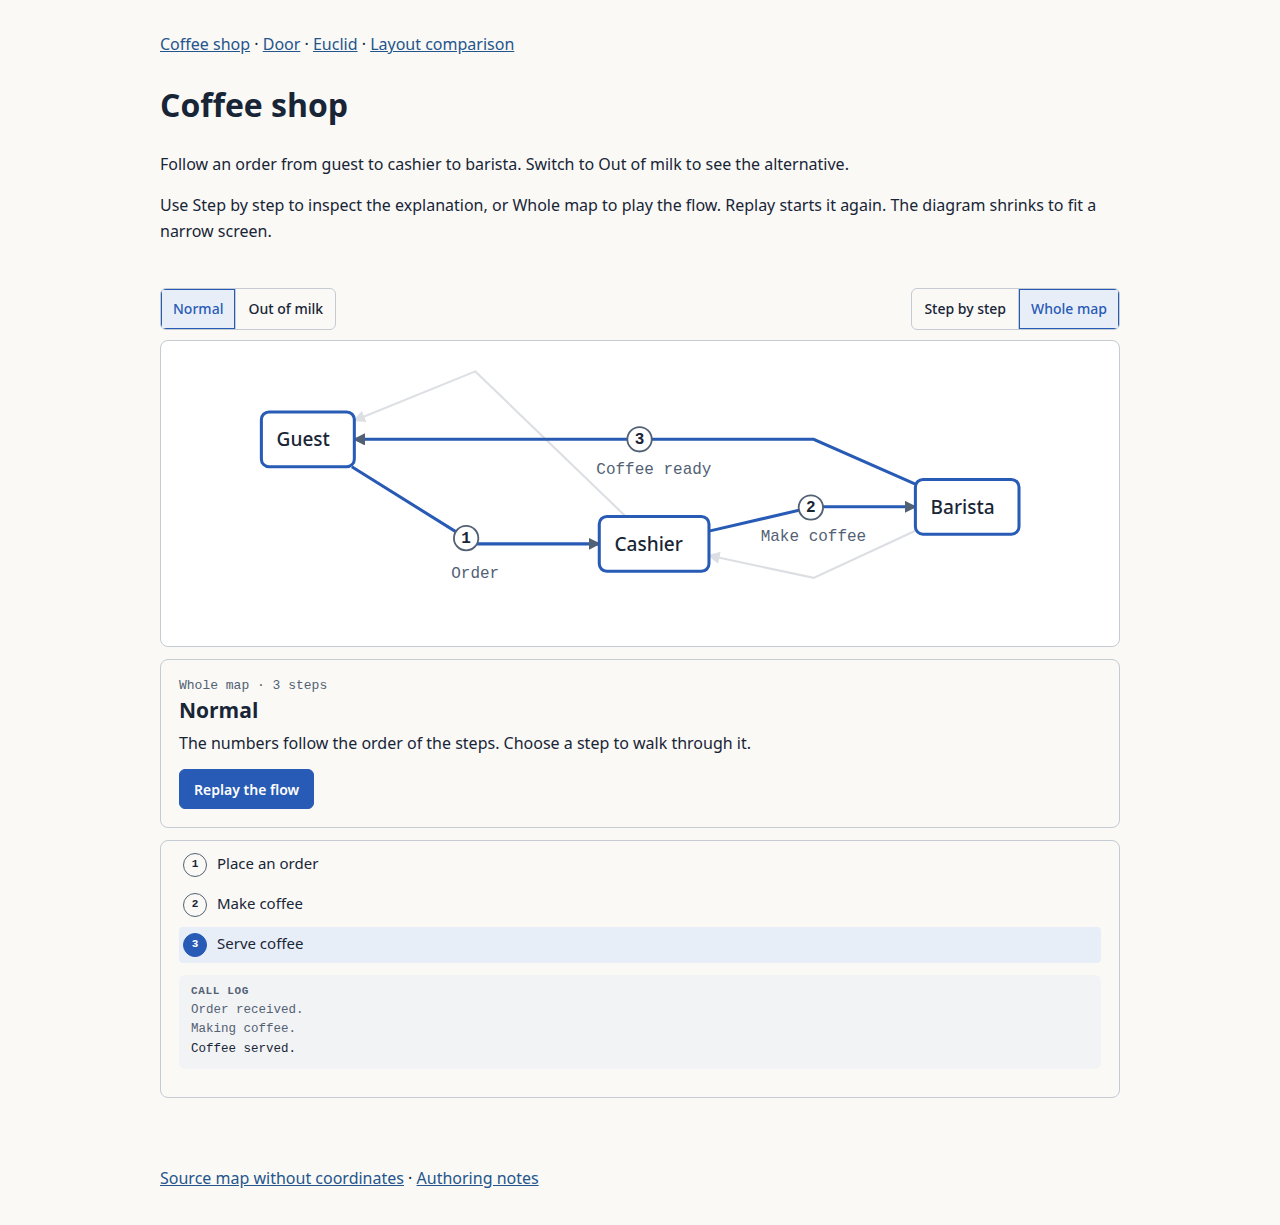 Coffee shop · Door · Euclid · Layout comparison
Coffee shop
Follow an order from guest to cashier to barista. Switch to Out of milk to see the alternative.
Use Step by step to inspect the explanation, or Whole map to play the flow. Replay starts it again. The diagram shrinks to fit a
narrow screen.
Normal Out of milk
Step by step Whole map
Guest
3
Coffee ready
Barista
2
Make coffee
Cashier
1
Order
Whole map · 3 steps
Normal
The numbers follow the order of the steps. Choose a step to walk through it.
Replay the flow
1 Place an order
2 Make coffee
3 Serve coffee
CALL LOG
Order received.
Making coffee.
Coffee served.
Source map without coordinates · Authoring notes